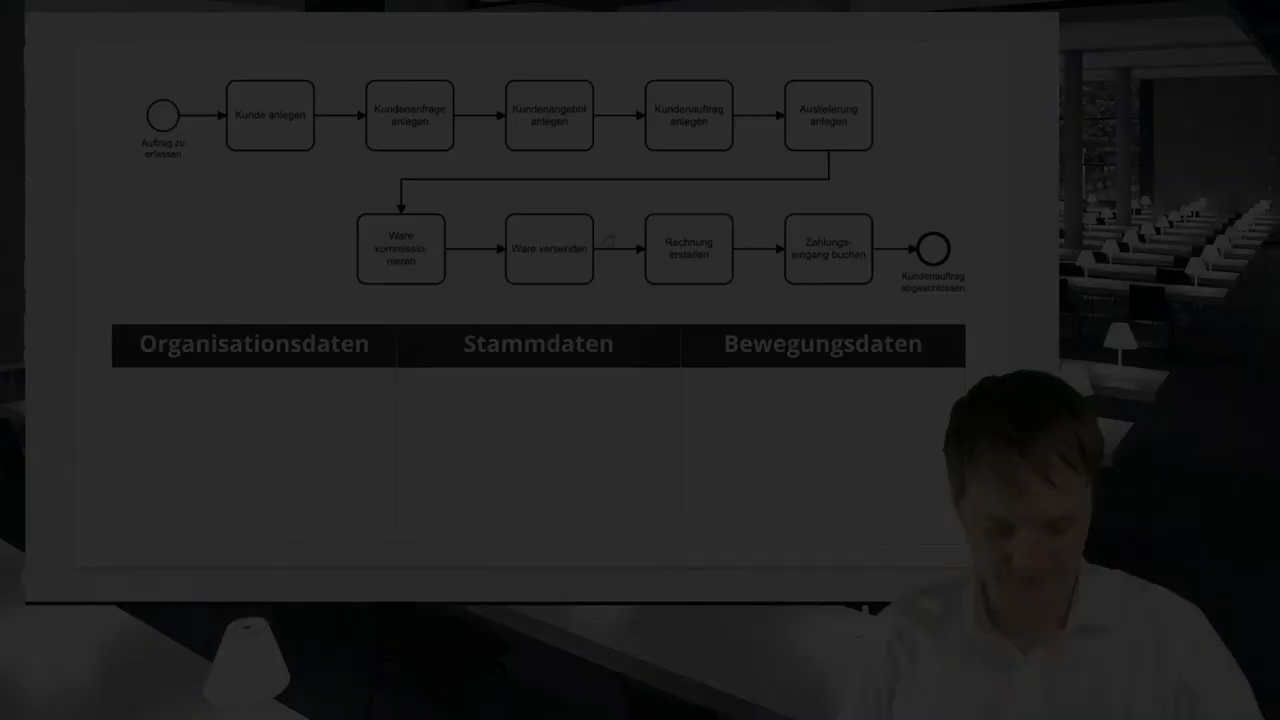 Kunde anlegen
Kundenanfrage
anlegen
Kundenangebot
anlegen
Kundenauftrag
anlegen
Auslieferung
anlegen
Auftrag zu
erfassen
Ware
kommissio-
nieren
Ware versenden
Rechnung
erstellen
Zahlungs-
eingang buchen
Kundenauftrag
abgeschlossen
Organisationsdaten
Stammdaten
Bewegungsdaten